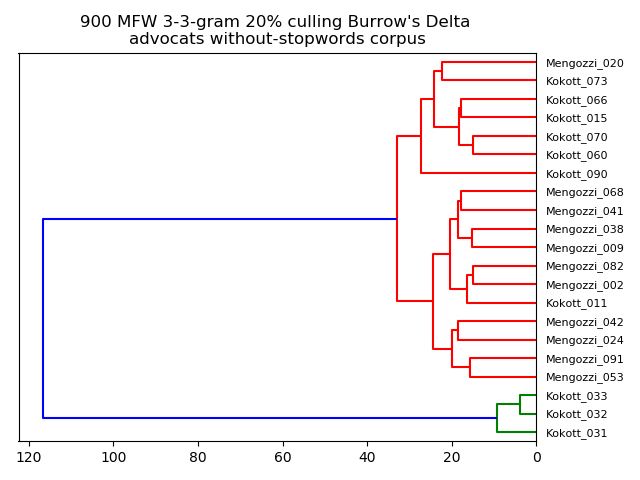 900 MFW 3-3-gram 20% culling Burrow's Delta
advocats without-stopwords corpus
Mengozzi_020
Kokott_073
Kokott_066
Kokott_015
Kokott_070
Kokott_060
Kokott_090
Mengozzi_068
Mengozzi_041
Mengozzi_038
Mengozzi_009
Mengozzi_082
Mengozzi_002
Kokott_011
Mengozzi_042
Mengozzi_024
Mengozzi_091
Mengozzi_053
Kokott_033
Kokott_032
Kokott_031
120 100 80 60 40 20 0